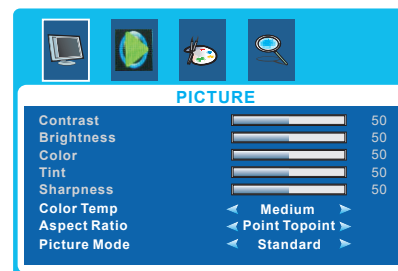 PICTURE
Contrast 50
Brightness 50
Color 50
Tint 50
Sharpness 50
Color Temp Medium
Aspect Ratio Point Topoint
Picture Mode Standard